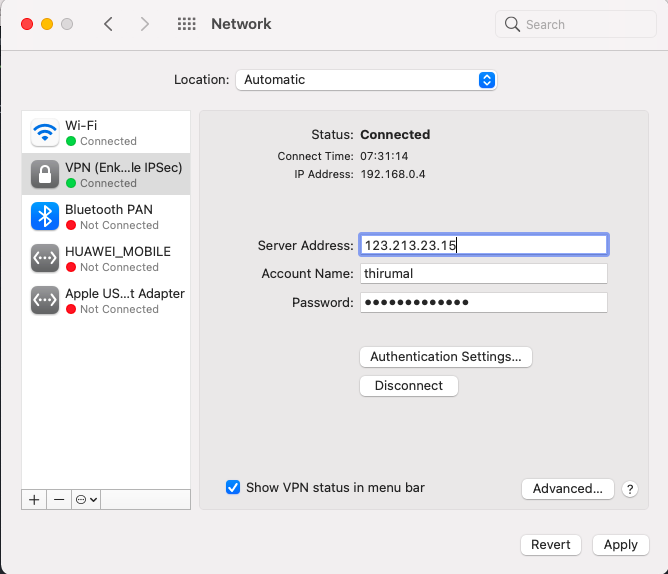 Network
Search
Location: Automatic
Wi-Fi
Connected
VPN (Enk...le IPSec)
Connected
Bluetooth PAN
Not Connected
HUAWEI_MOBILE
Not Connected
Apple US...t Adapter
Not Connected
Status: Connected
Connect Time: 07:31:14
IP Address: 192.168.0.4
Server Address: 123.213.23.15
Account Name: thirumal
Password: •••••••••••••
Authentication Settings...
Disconnect
Show VPN status in menu bar
Advanced...
?
Revert
Apply